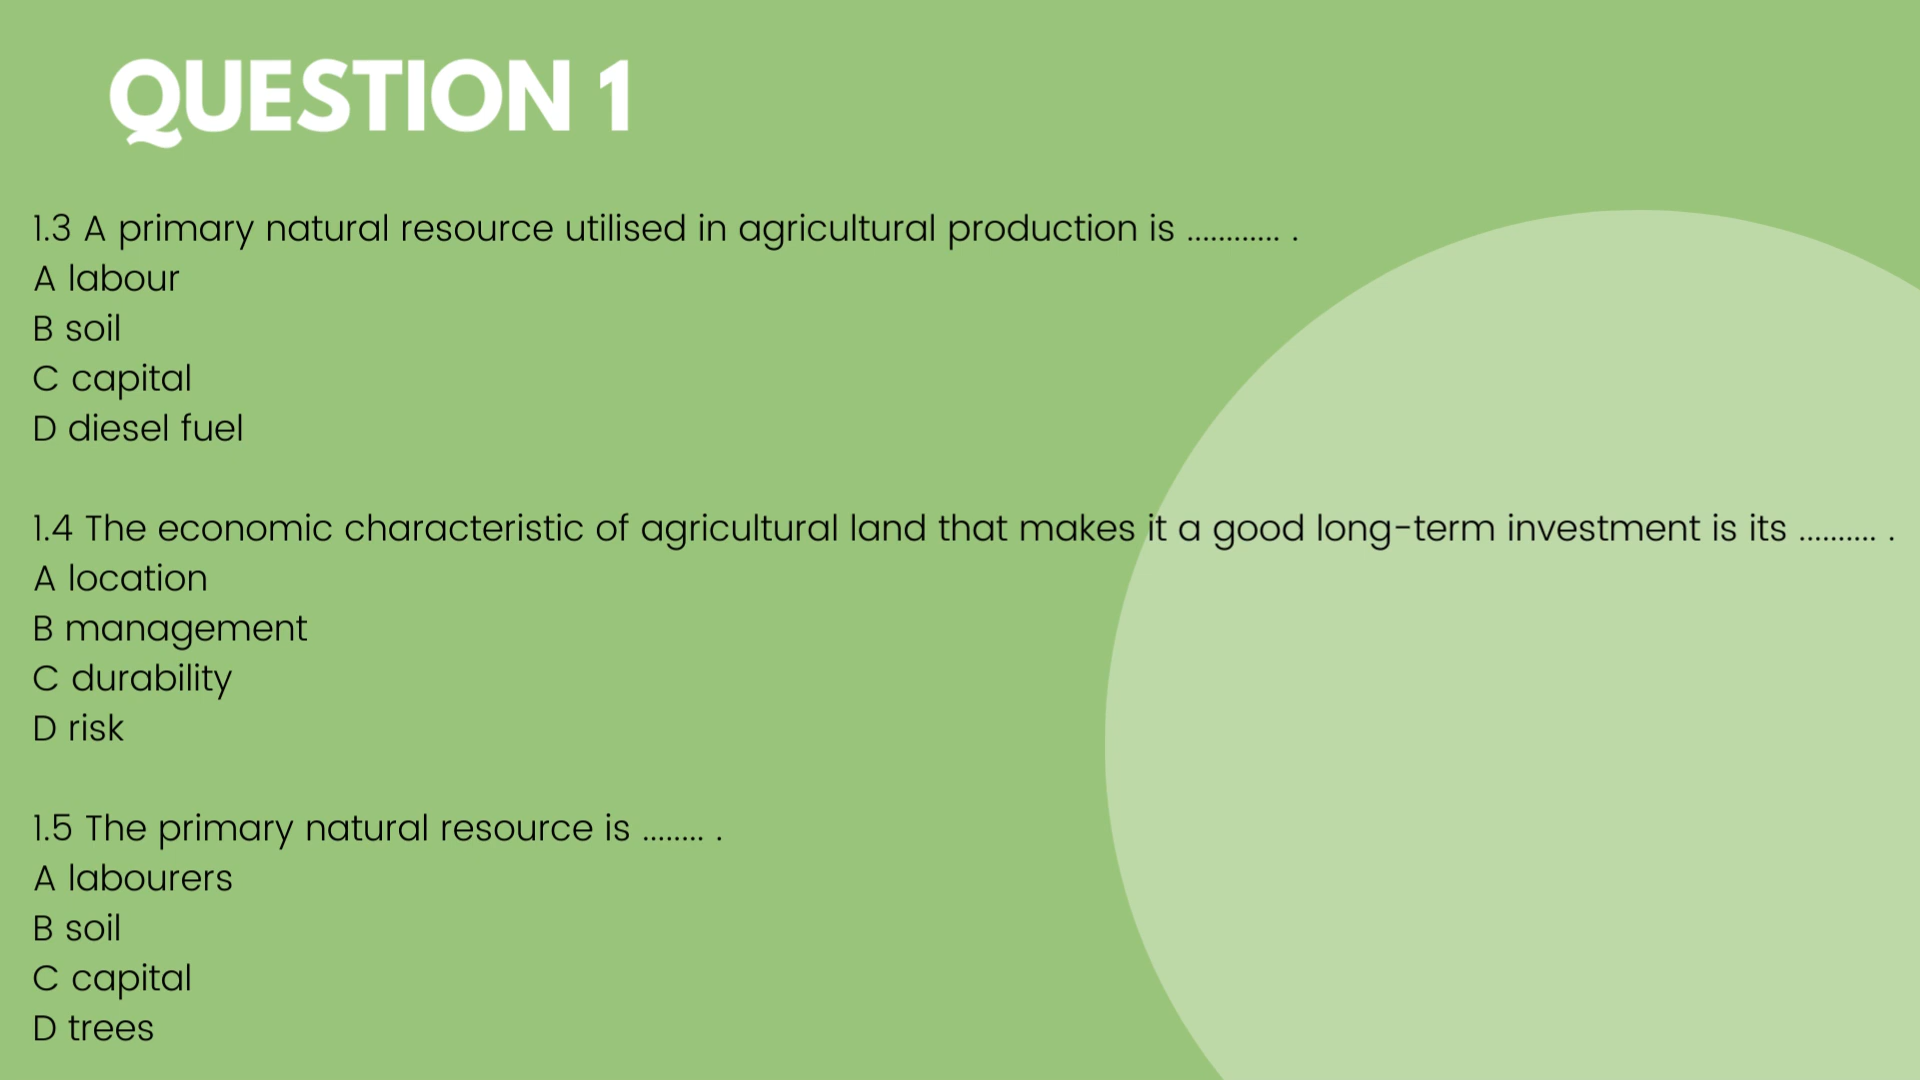 QUESTION 1
1.3 A primary natural resource utilised in agricultural production is ............ .
A labour
B soil
C capital
D diesel fuel
1.4 The economic characteristic of agricultural land that makes it a good long-term investment is its .......... .
A location
B management
C durability
D risk
1.5 The primary natural resource is ........ .
A labourers
B soil
C capital
D trees